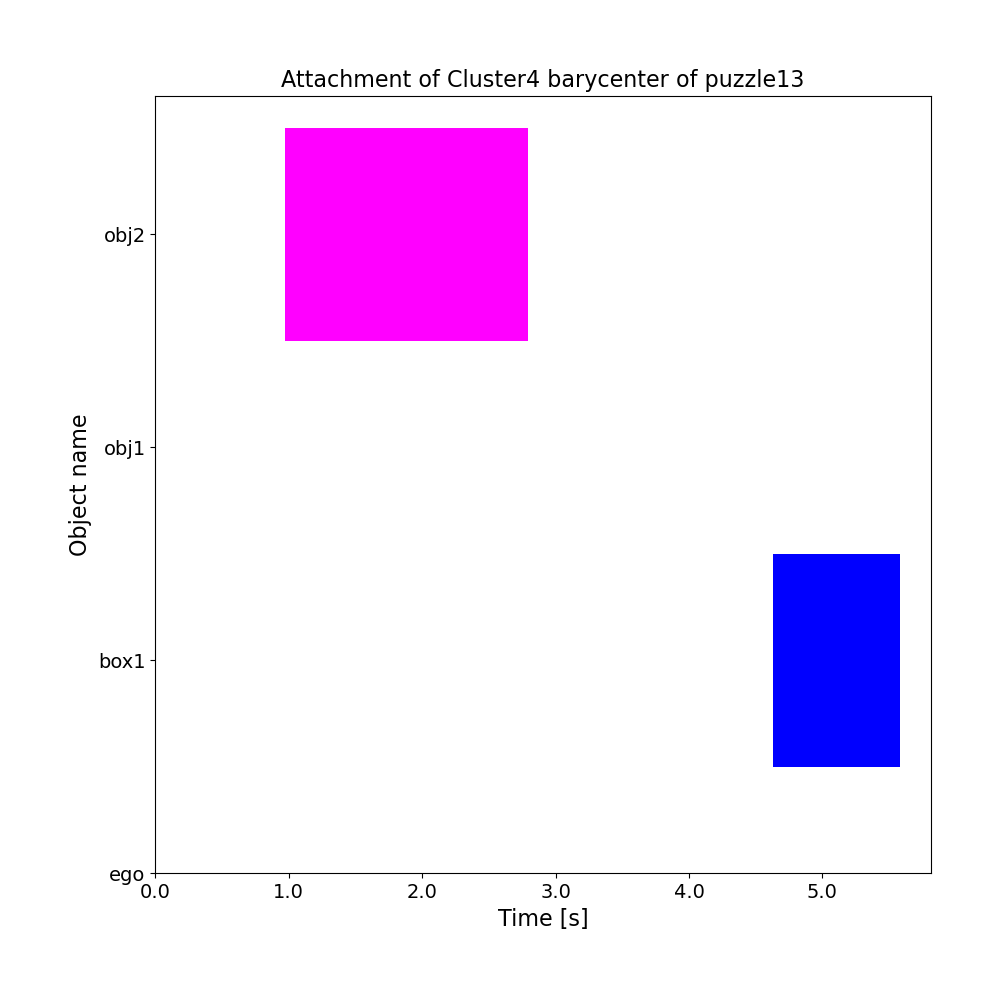 Attachment of Cluster4 barycenter of puzzle13
obj2
obj1
box1
ego
Object name
0.0 1.0 2.0 3.0 4.0 5.0
Time [s]